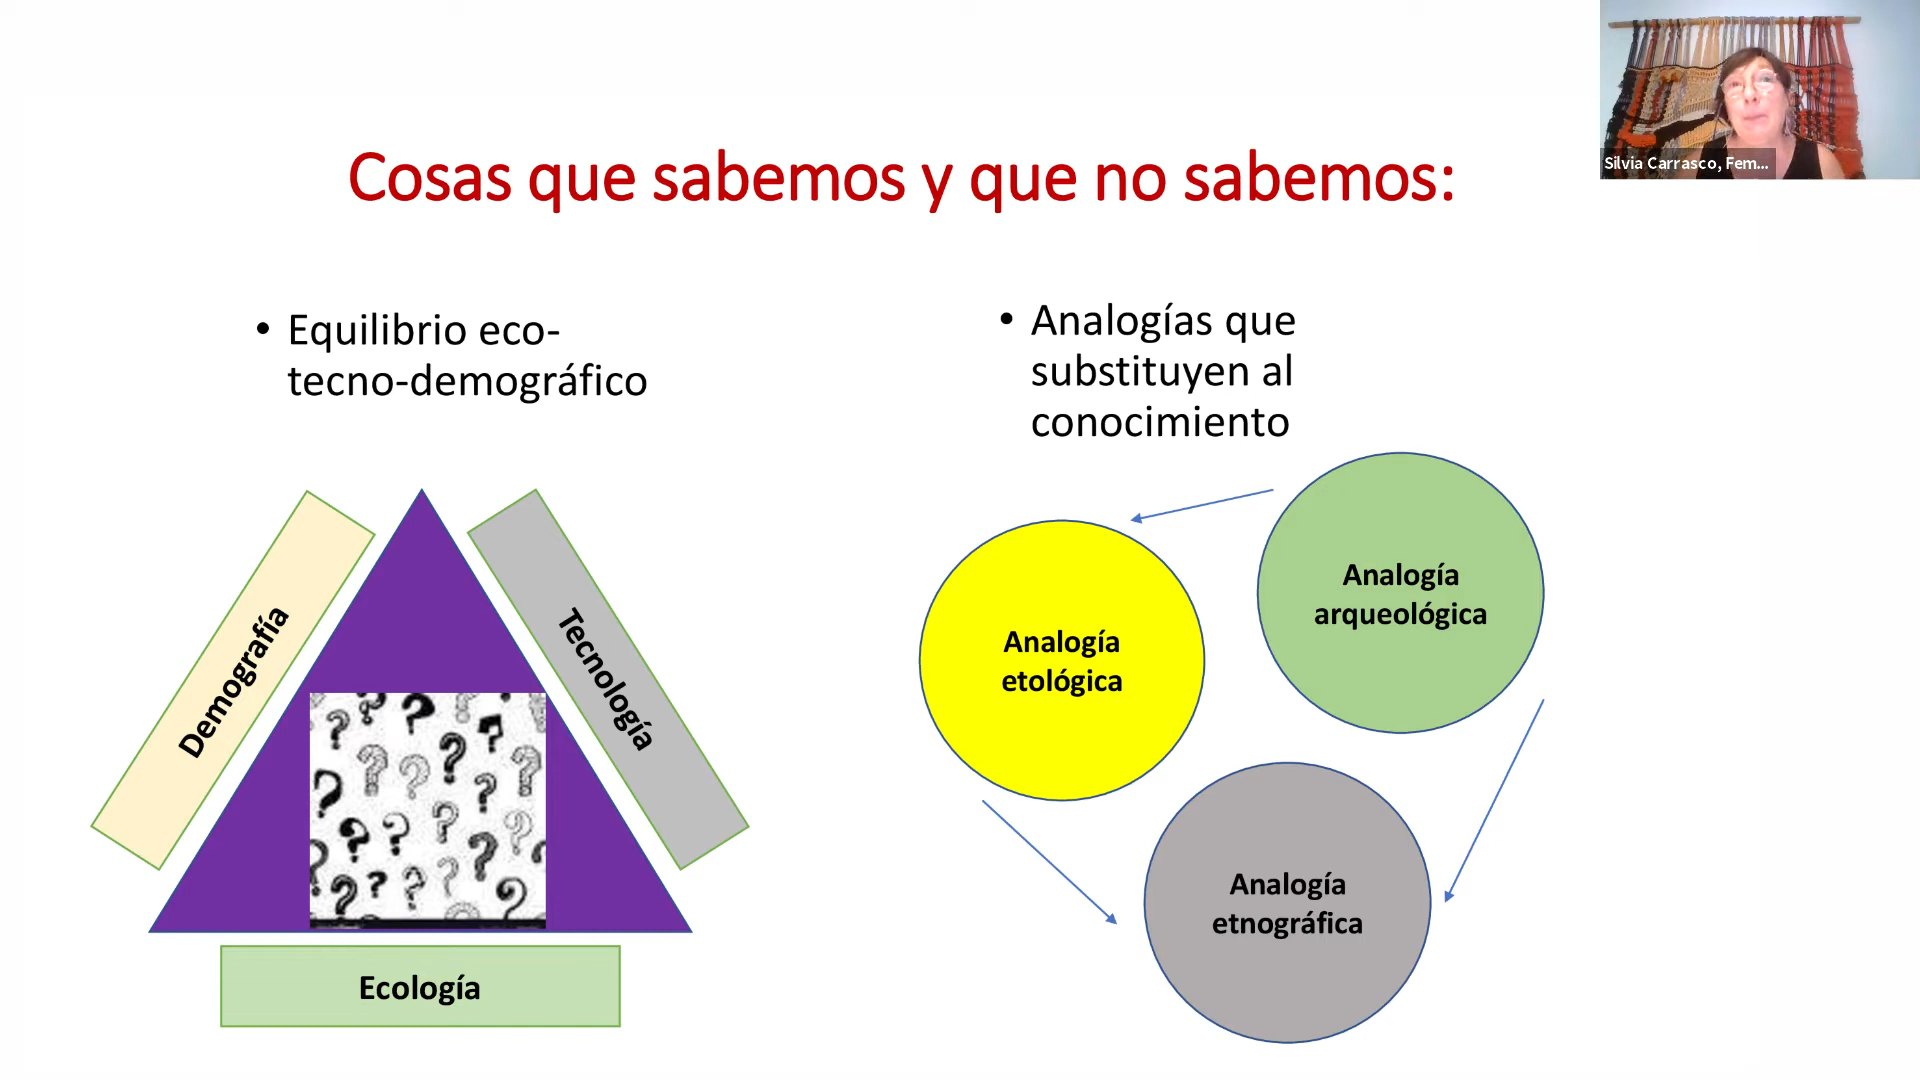 Silvia Carrasco, Fem...
Cosas que sabemos y que no sabemos:
• Equilibrio eco-
tecno-demográfico
Demografía
Tecnología
Ecología
• Analogías que
substituyen al
conocimiento
Analogía
etológica
Analogía
arqueológica
Analogía
etnográfica